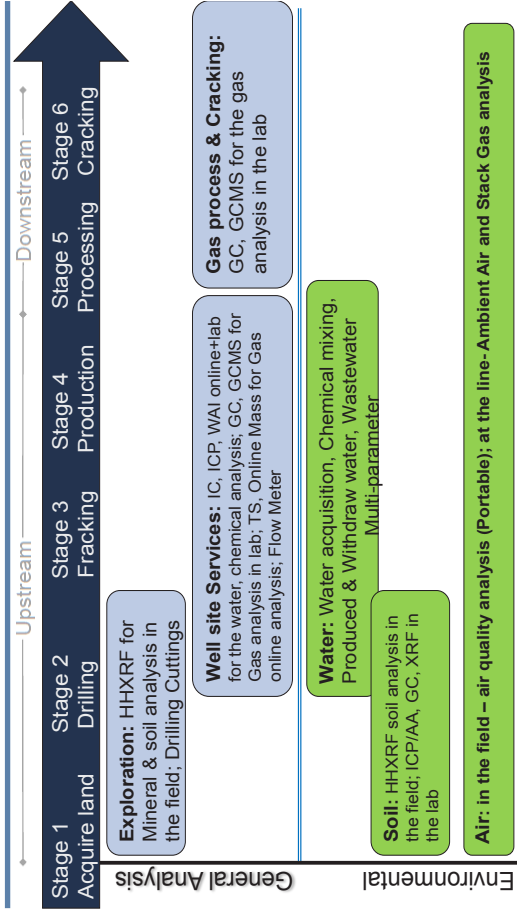 Upstream
Downstream
Stage 1
Acquire land
Stage 2
Drilling
Stage 3
Fracking
Stage 4
Production
Stage 5
Processing
Stage 6
Cracking
General Analysis
Exploration: HHXRF for
Mineral & soil analysis in
the field; Drilling Cuttings
Well site Services: IC, ICP, WAI online+lab
for the water, chemical analysis; GC, GCMS for
Gas analysis in lab; TS, Online Mass for Gas
online analysis; Flow Meter
Gas process & Cracking:
GC, GCMS for the gas
analysis in the lab
Environmental
Water: Water acquisition, Chemical mixing,
Produced & Withdraw water, Wastewater
Multi-parameter
Soil: HHXRF soil analysis in
the field; ICP/AA, GC, XRF in
the lab
Air: in the field – air quality analysis (Portable); at the line- Ambient Air and Stack Gas analysis